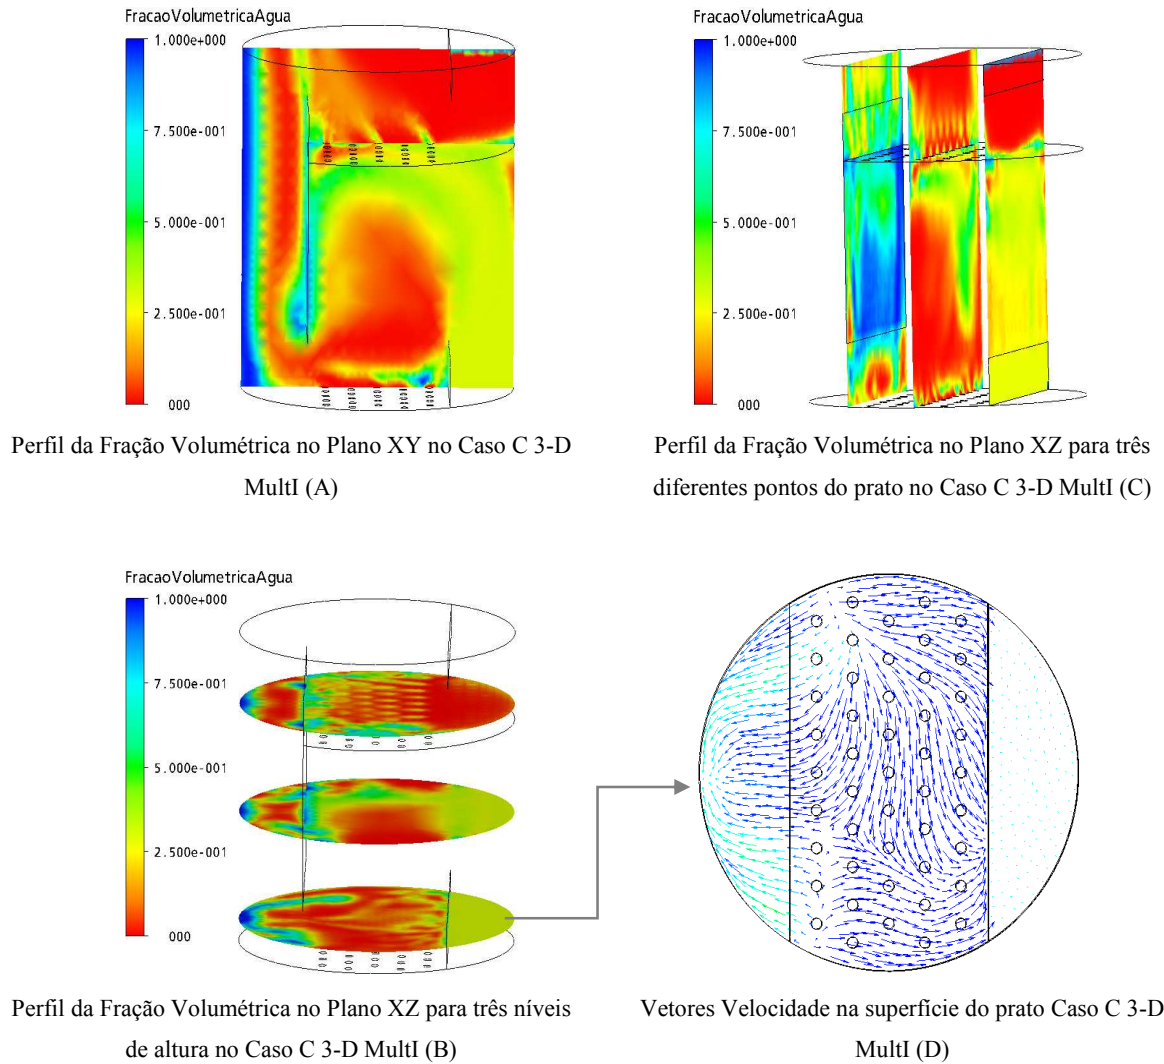 FracaoVolumetricaAgua
1.000e+000
7.500e-001
5.000e-001
2.500e-001
000
Perfil da Fração Volumétrica no Plano XY no Caso C 3-D
MultI (A)
FracaoVolumetricaAgua
1.000e+000
7.500e-001
5.000e-001
2.500e-001
000
Perfil da Fração Volumétrica no Plano XZ para três
diferentes pontos do prato no Caso C 3-D MultI (C)
FracaoVolumetricaAgua
1.000e+000
7.500e-001
5.000e-001
2.500e-001
000
Perfil da Fração Volumétrica no Plano XZ para três níveis
de altura no Caso C 3-D MultI (B)
Vetores Velocidade na superfície do prato Caso C 3-D
MultI (D)